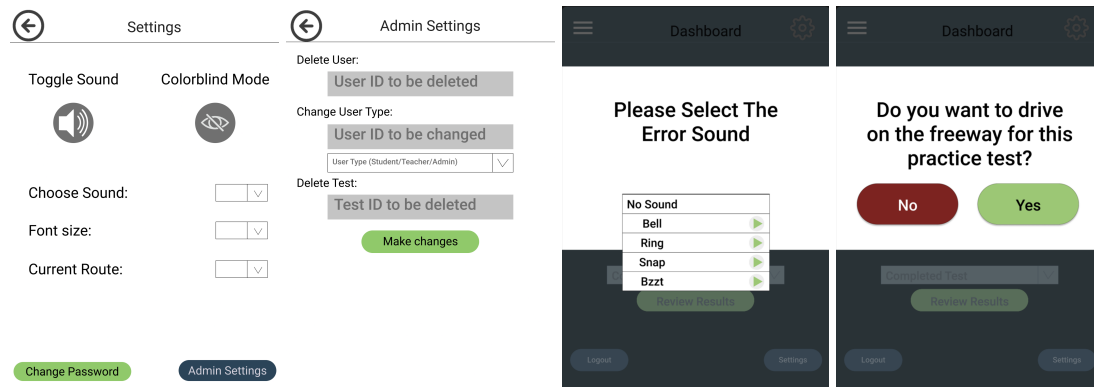 Settings
Toggle Sound
Colorblind Mode
Choose Sound:
Font size:
Current Route:
Change Password
Admin Settings
Admin Settings
Delete User:
User ID to be deleted
Change User Type:
User ID to be changed
User Type (Student/Teacher/Admin)
Delete Test:
Test ID to be deleted
Make changes
Dashboard
Please Select The
Error Sound
No Sound
Bell
Ring
Snap
Bzzt
Review Results
Logout
Settings
Dashboard
Do you want to drive
on the freeway for this
practice test?
No
Yes
Completed Test
Review Results
Logout
Settings